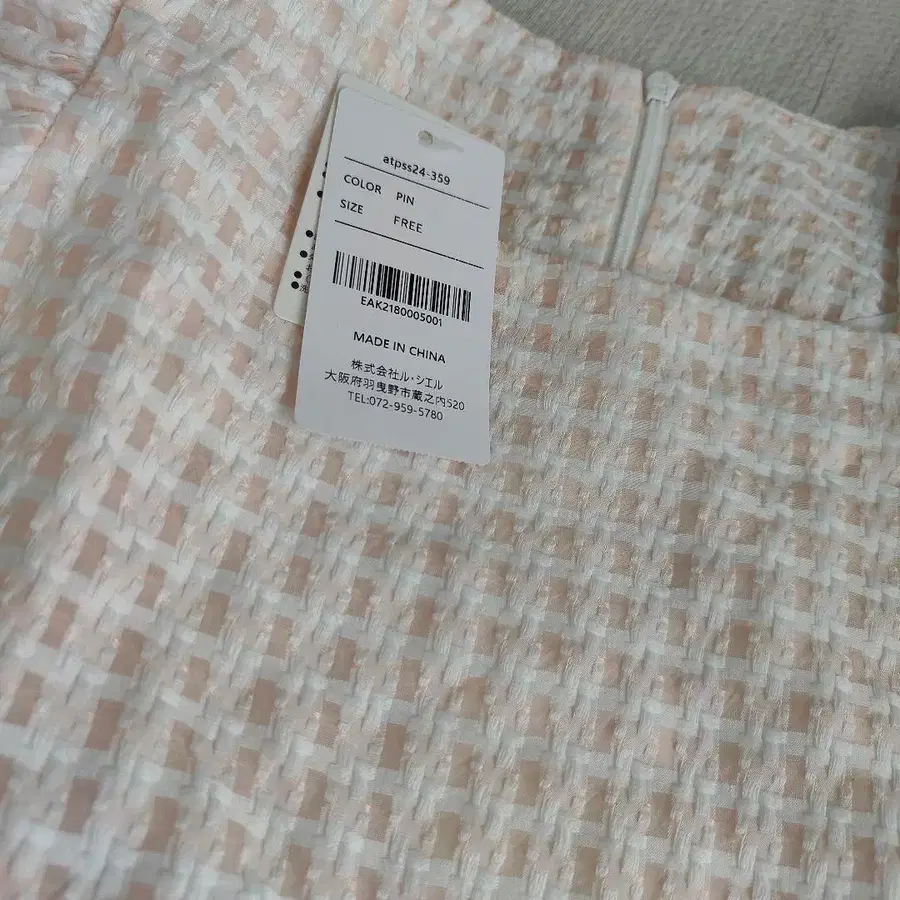 atpss24-359
COLOR PIN
SIZE FREE
EAK2180005001
MADE IN CHINA
株式会社ル・シエル
大阪府羽曳野市蔵之内520
TEL:072-959-5780